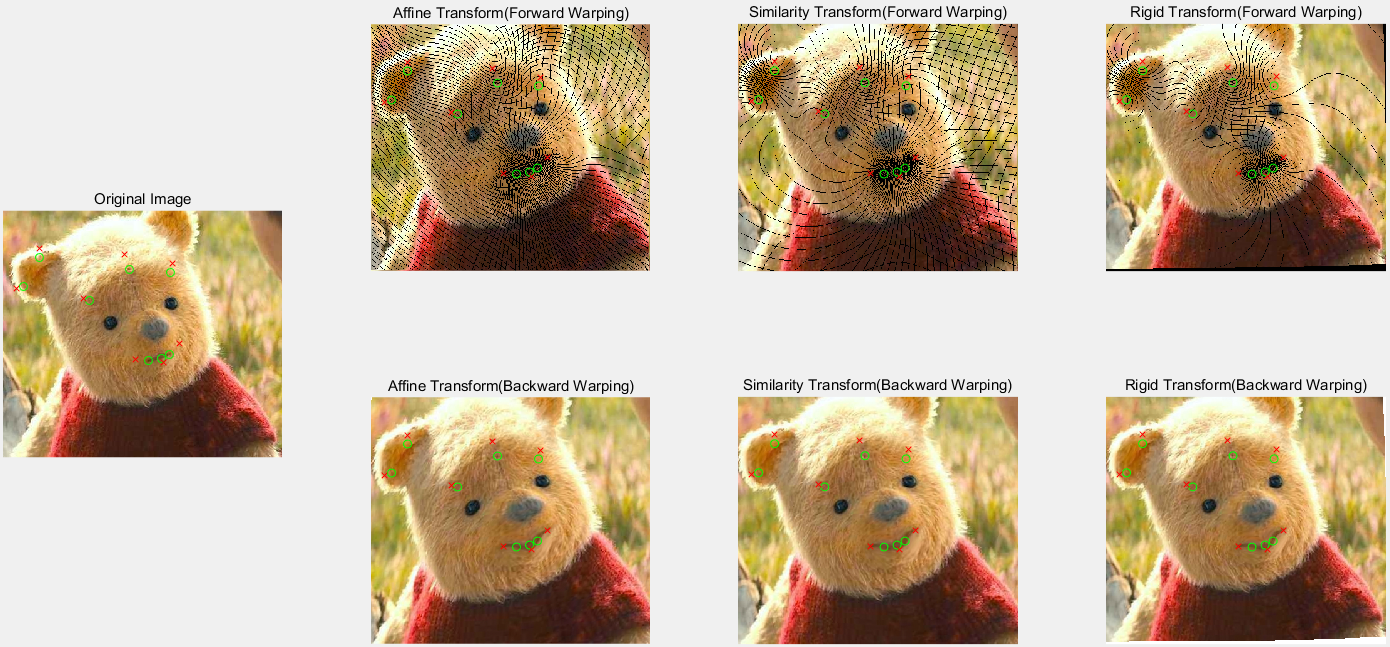 Affine Transform(Forward Warping)
Similarity Transform(Forward Warping)
Rigid Transform(Forward Warping)
Original Image
Affine Transform(Backward Warping)
Similarity Transform(Backward Warping)
Rigid Transform(Backward Warping)